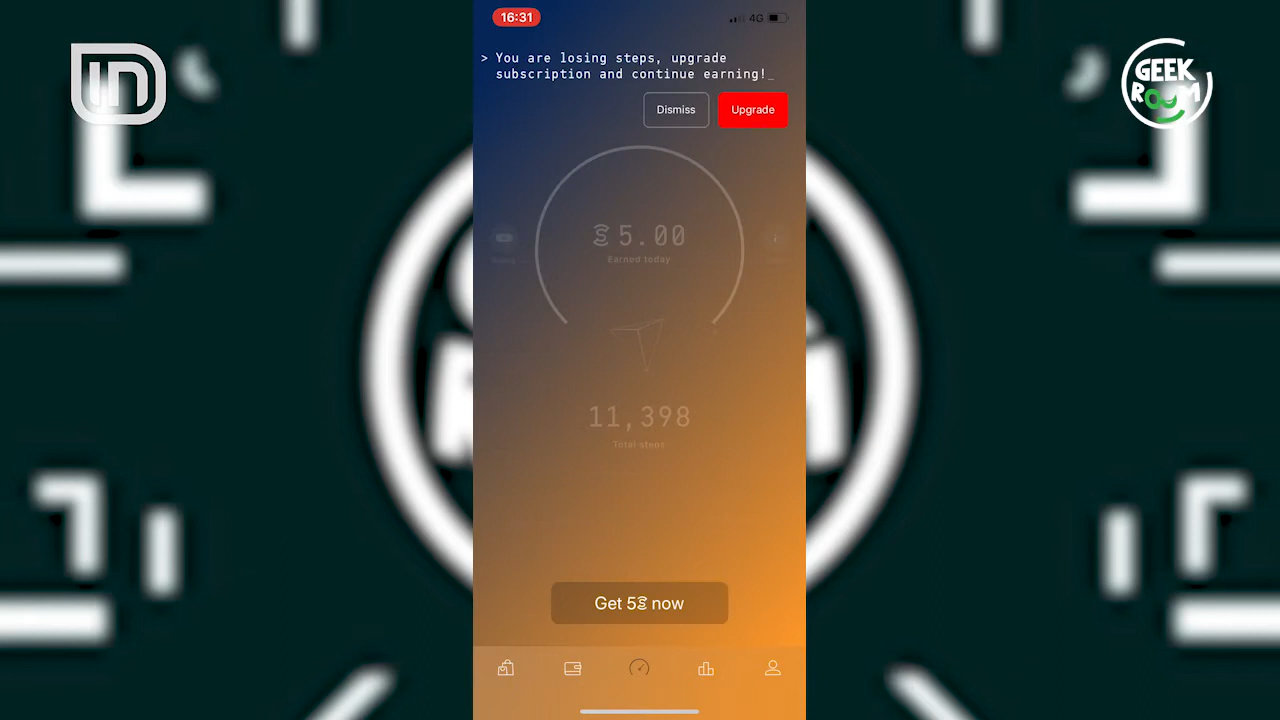 IN
GEEK
ROOM
16:31
4G
> You are losing steps, upgrade
subscription and continue earning!_
Dismiss
Upgrade
5.00
Earned today
11,398
Total steps
Get 5 now